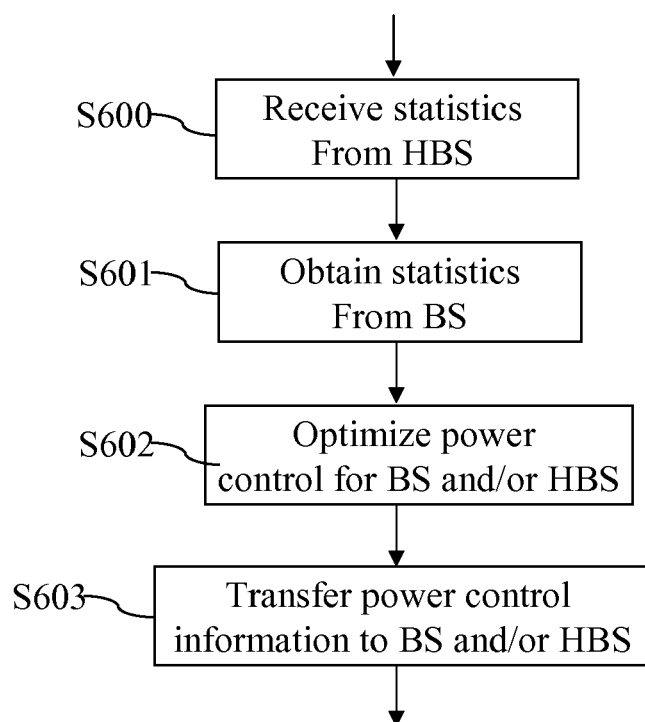 S600
Receive statistics
From HBS
S601
Obtain statistics
From BS
S602
Optimize power
control for BS and/or HBS
S603
Transfer power control
information to BS and/or HBS